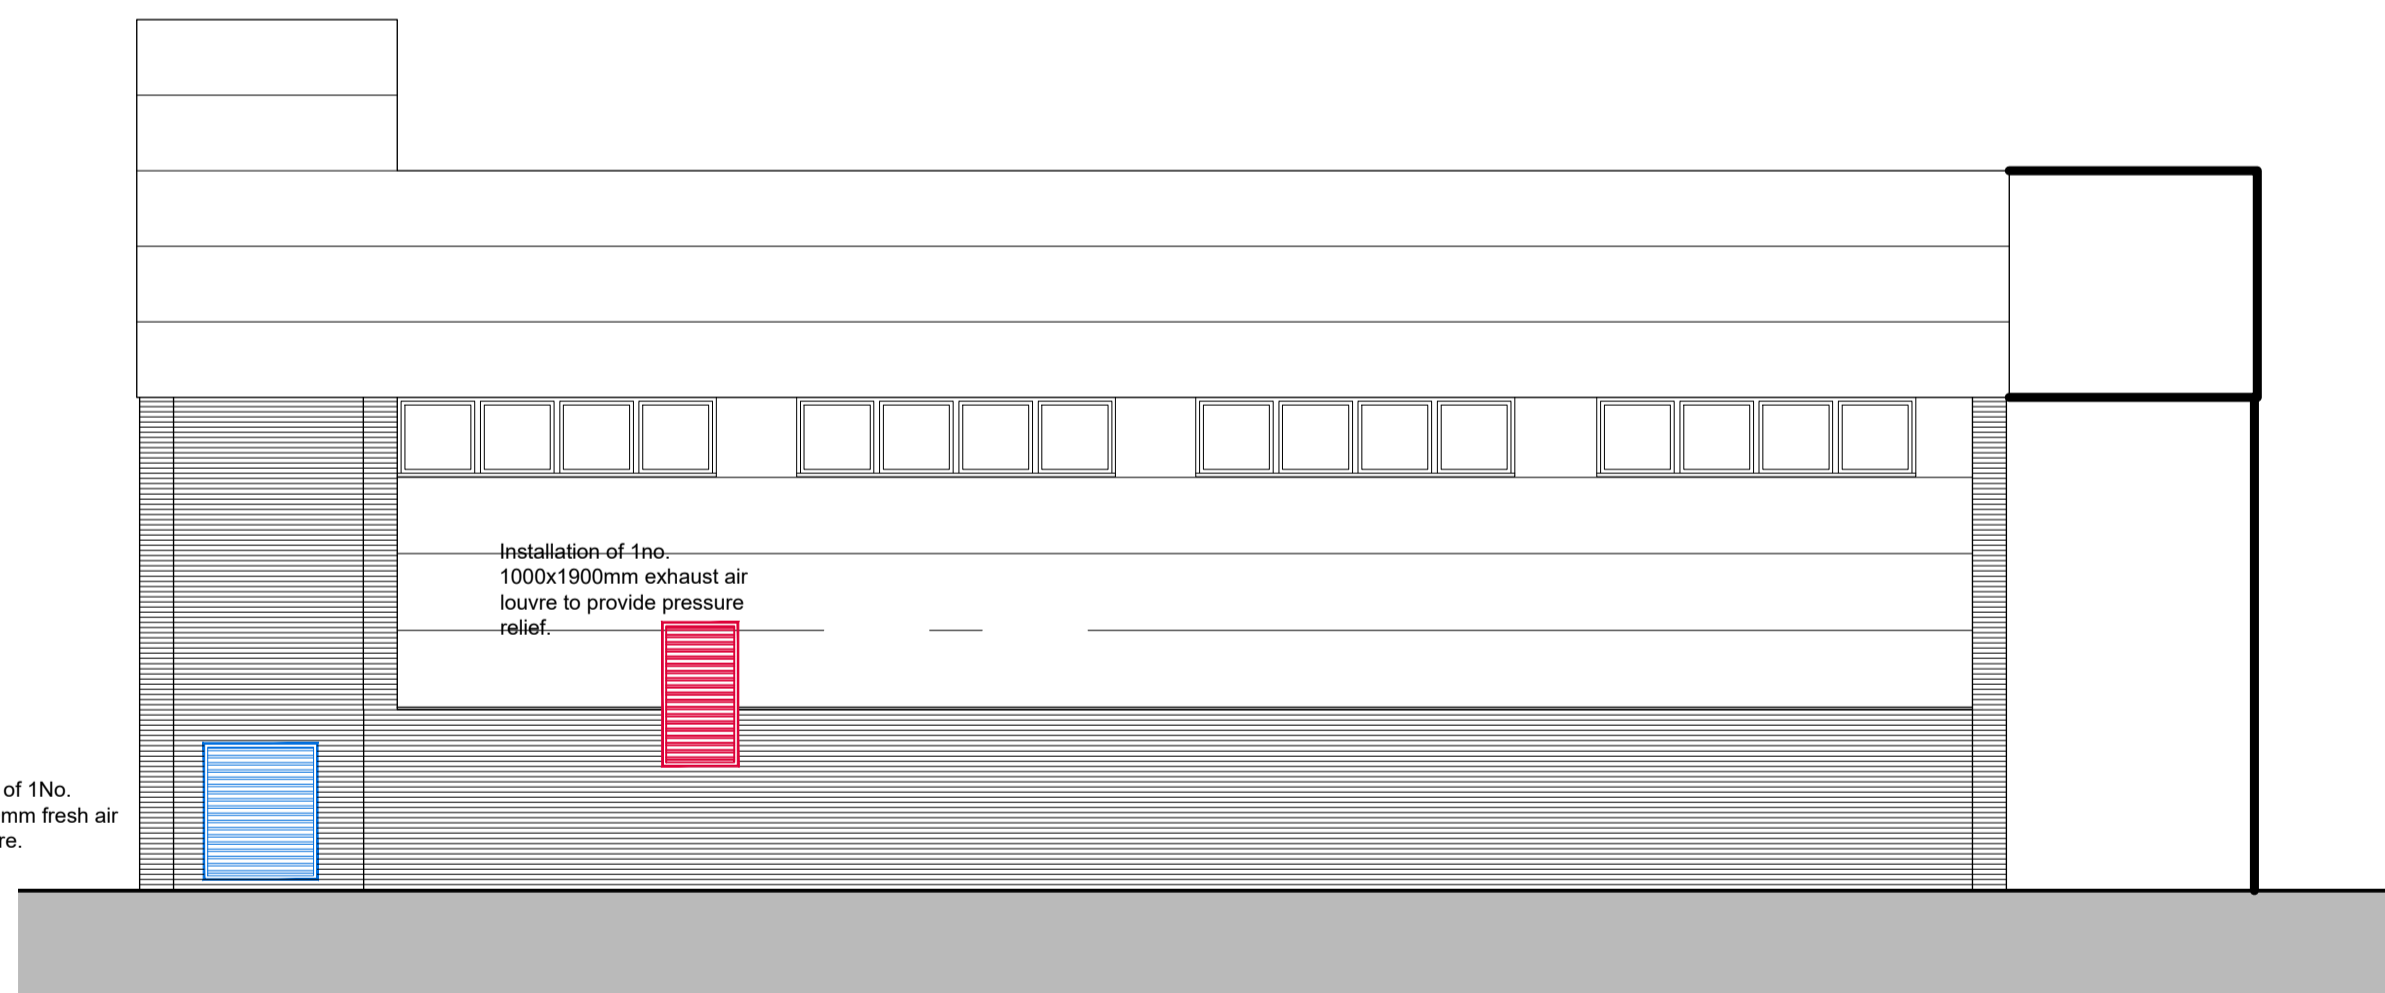 Installation of 1no.
1000x1900mm exhaust air
louvre to provide pressure
relief.
of 1No.
mm fresh air
re.